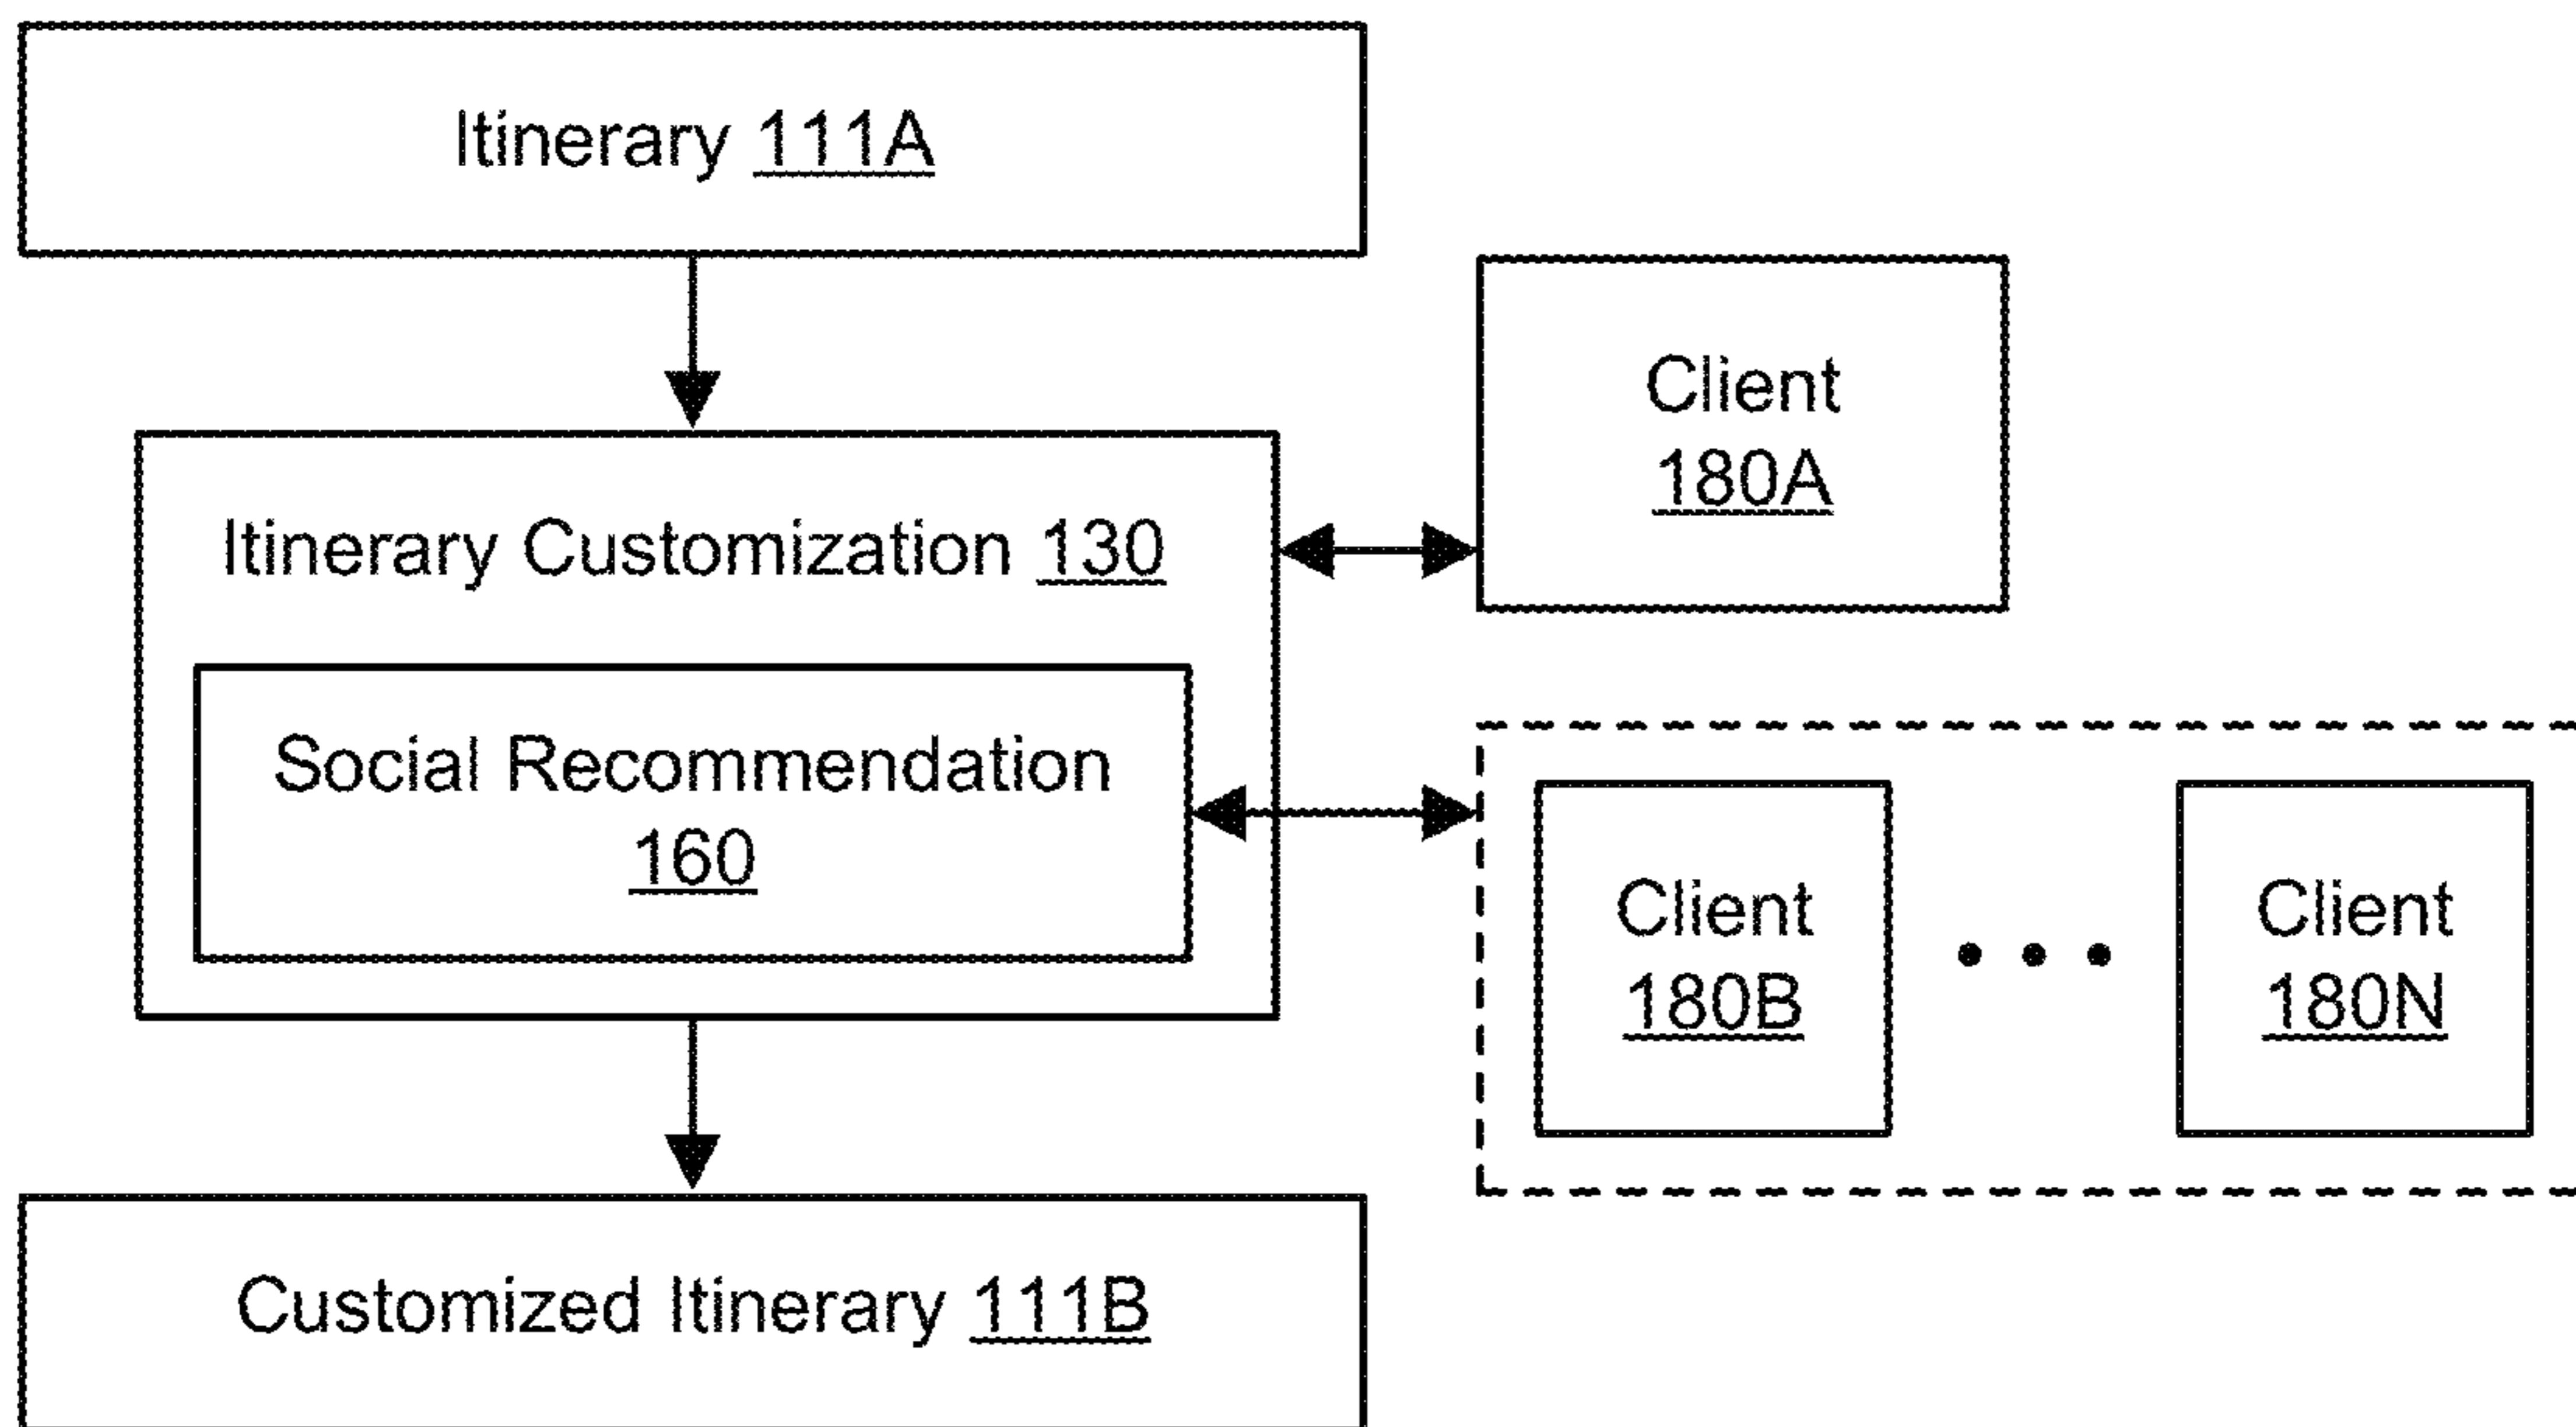 Itinerary 111A
Client
180A
Itinerary Customization 130
Social Recommendation
160
Client
180B
• • •
Client
180N
Customized Itinerary 111B